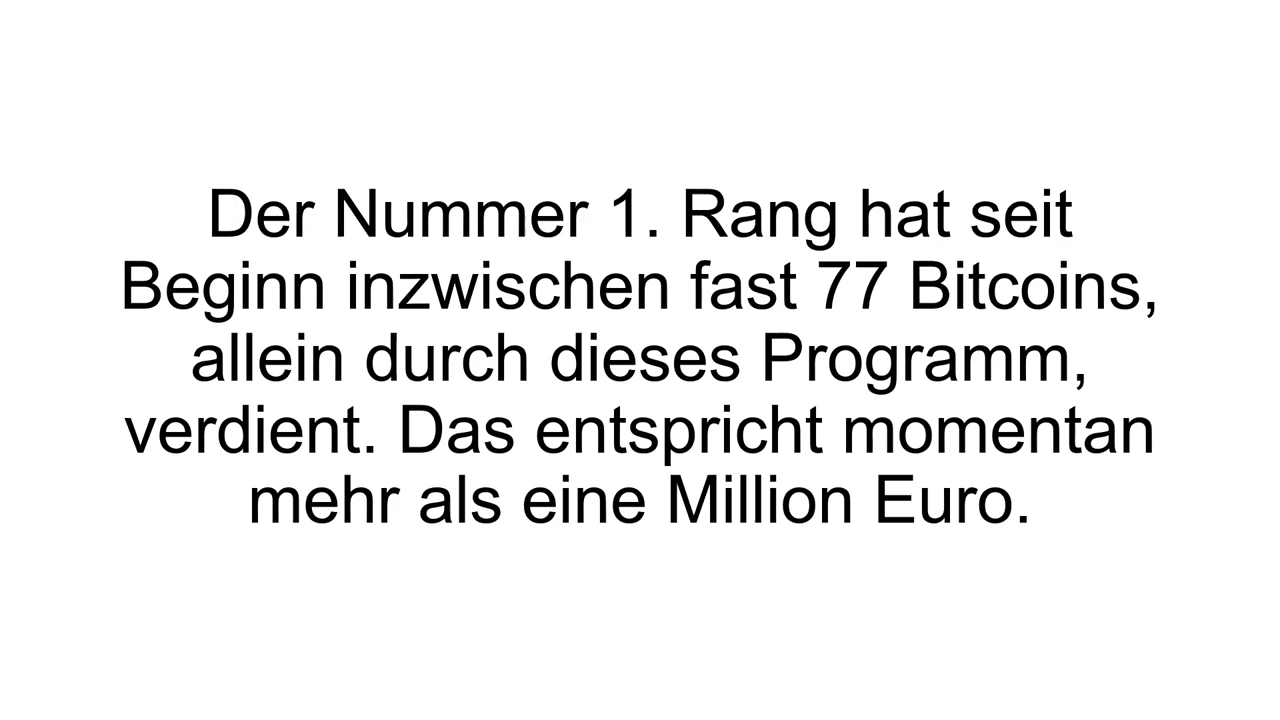 Der Nummer 1. Rang hat seit
Beginn inzwischen fast 77 Bitcoins,
allein durch dieses Programm,
verdient. Das entspricht momentan
mehr als eine Million Euro.